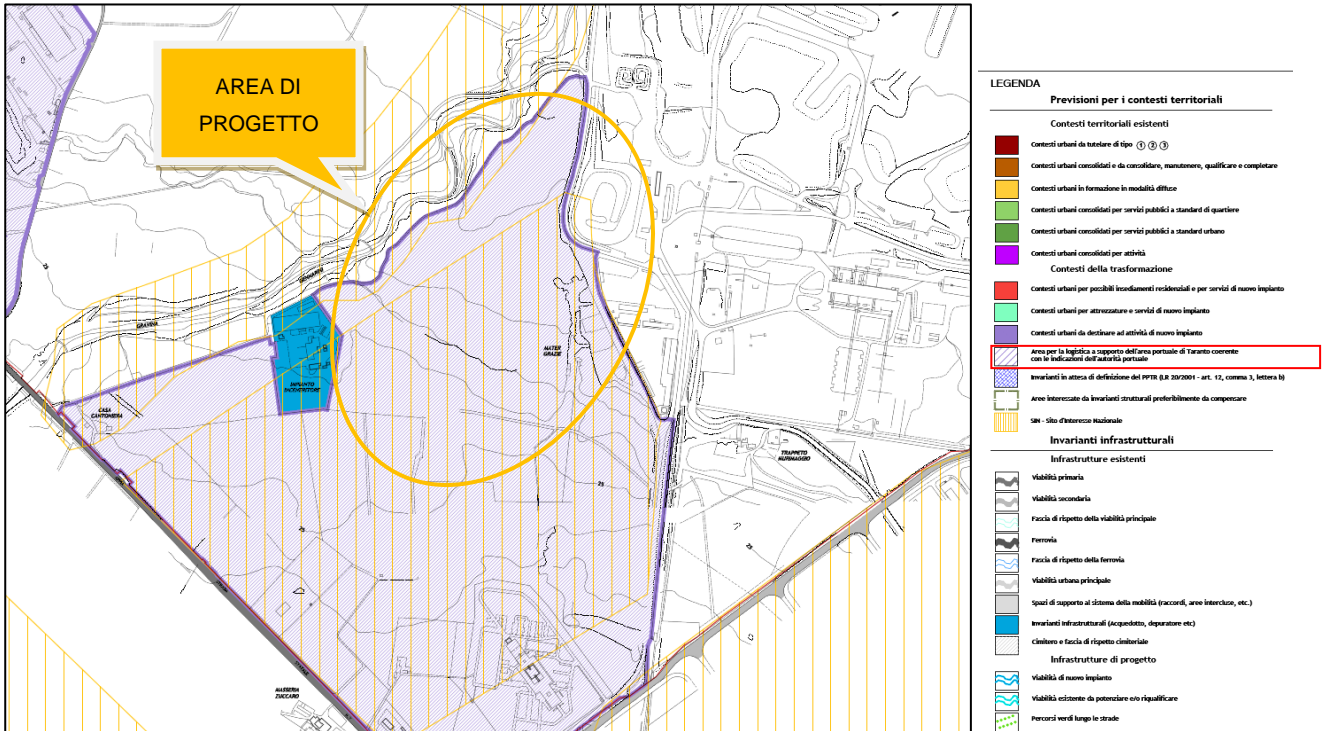 AREA DI
PROGETTO
GENNARINI
GRAVINA
IMPIANTO
INCENERITORE
MATER
GRAZIE
CASA
CANTONIERA
TRAPPETO
MURIMAGGIO
MASSERIA
ZUCCARO
25
25
25
25
LEGENDA
Previsioni per i contesti territoriali
Contesti territoriali esistenti
Contesti urbani da tutelare di tipo 1 2 3
Contesti urbani consolidati e da consolidare, manutenere, qualificare e completare
Contesti urbani in formazione in modalità diffuse
Contesti urbani consolidati per servizi pubblici a standard di quartiere
Contesti urbani consolidati per servizi pubblici a standard urbano
Contesti urbani consolidati per attività
Contesti della trasformazione
Contesti urbani per possibili insediamenti residenziali e per servizi di nuovo impianto
Contesti urbani per attrezzature e servizi di nuovo impianto
Contesti urbani da destinare ad attività di nuovo impianto
Area per la logistica a supporto dell'area portuale di Taranto coerente
con le indicazioni dell'autorità portuale
Invarianti in attesa di definizione del PPTR (LR 20/2001 - art. 12, comma 3, lettera b)
Aree interessate da invarianti strutturali preferibilmente da compensare
SIN - Sito d'Interesse Nazionale
Invarianti infrastrutturali
Infrastrutture esistenti
Viabilità primaria
Viabilità secondaria
Fascia di rispetto della viabilità principale
Ferrovia
Fascia di rispetto della ferrovia
Viabilità urbana principale
Spazi di supporto al sistema della mobilità (raccordi, aree intercluse, etc.)
Invarianti Infrastrutturali (Acquedotto, depuratore etc)
Cimitero e fascia di rispetto cimiteriale
Infrastrutture di progetto
Viabilità di nuovo impianto
Viabilità esistente da potenziare e/o riqualificare
Percorsi verdi lungo le strade